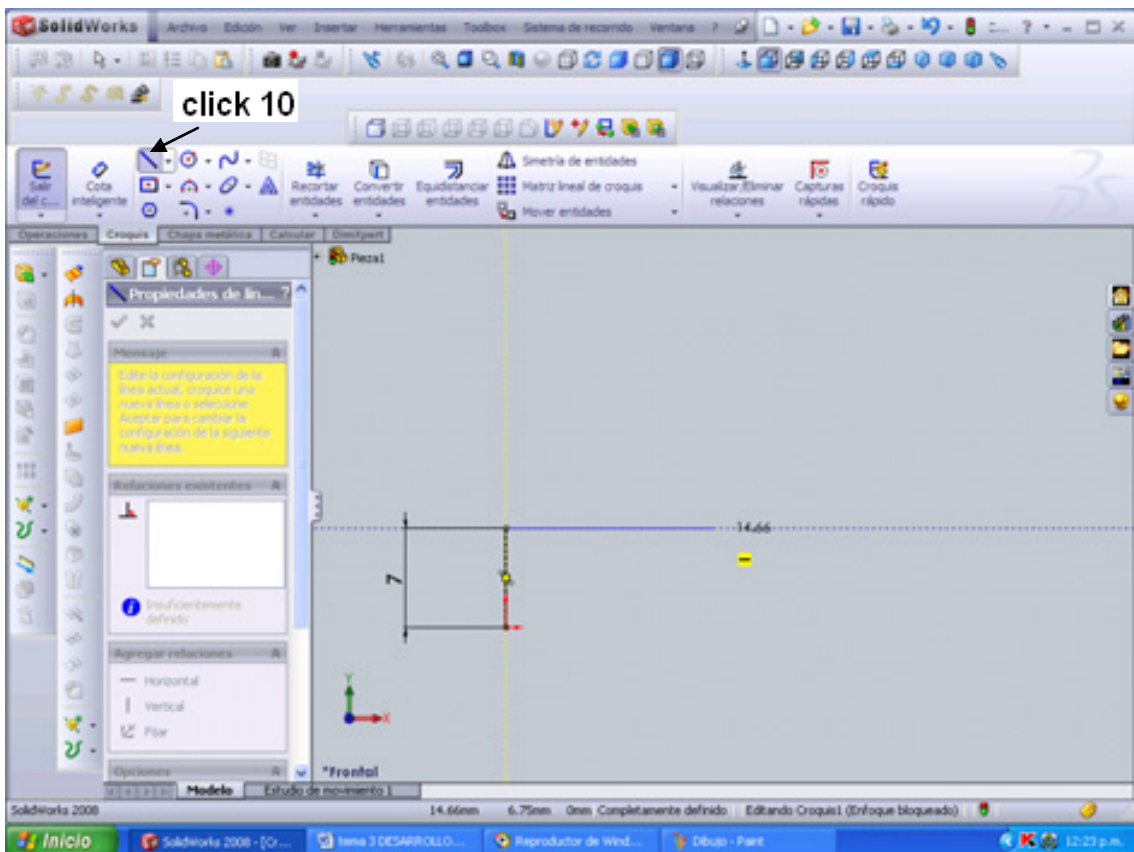 SolidWorks Archivo Edición Ver Insertar Herramientas Toolbox Sistema de recorrido Ventana ?
click 10
Salir del c...
Cota inteligente
Recortar entidades
Convertir entidades
Equidistanciar entidades
Simetría de entidades
Matriz lineal de croquis
Mover entidades
Visualizar/Eliminar relaciones
Capturas rápidas
Croquis rápido
Operaciones Croquis Chapa metálica Calcular DimXpert
Pieza1
Propiedades de lín... ?
Mensaje
Edite la configuración de la
línea actual, croquice una
nueva línea o seleccione
Aceptar para cambiar la
configuración de la siguiente
nueva línea.
Relaciones existentes
14.66
7
Insuficientemente
definido
Agregar relaciones
Horizontal
Vertical
Fijar
Y
X
Opciones
*Frontal
Modelo Estudio de movimiento 1
SolidWorks 2008 14.66mm 6.75mm 0mm Completamente definido Editando Croquis1 (Enfoque bloqueado)
Inicio SolidWorks 2008 - [Cr... tema 3 DESARROLLO... Reproductor de Wind... Dibujo - Paint 12:23 p.m.